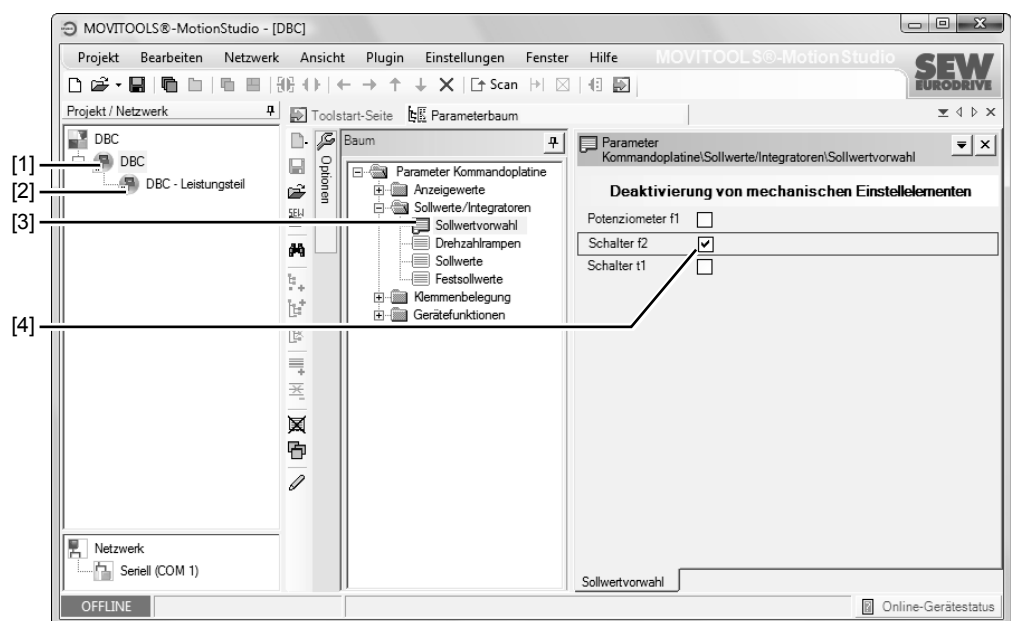 MOVITOOLS®-MotionStudio - [DBC]
Projekt Bearbeiten Netzwerk Ansicht Plugin Einstellungen Fenster Hilfe MOVITOOLS®-MotionStudio
SEW
EURODRIVE
Scan
Projekt / Netzwerk
Toolstart-Seite Parameterbaum
DBC
[1] DBC
[2] DBC - Leistungsteil
Optionen
SEW
Baum
Parameter Kommandoplatine
Anzeigewerte
Sollwerte/Integratoren
[3] Sollwertvorwahl
Drehzahlrampen
Sollwerte
Festsollwerte
Klemmenbelegung
[4] Gerätefunktionen
Parameter
Kommandoplatine\Sollwerte/Integratoren\Sollwertvorwahl
Deaktivierung von mechanischen Einstellelementen
Potenziometer f1
Schalter f2
Schalter t1
Netzwerk
Seriell (COM 1)
Sollwertvorwahl
OFFLINE
Online-Gerätestatus